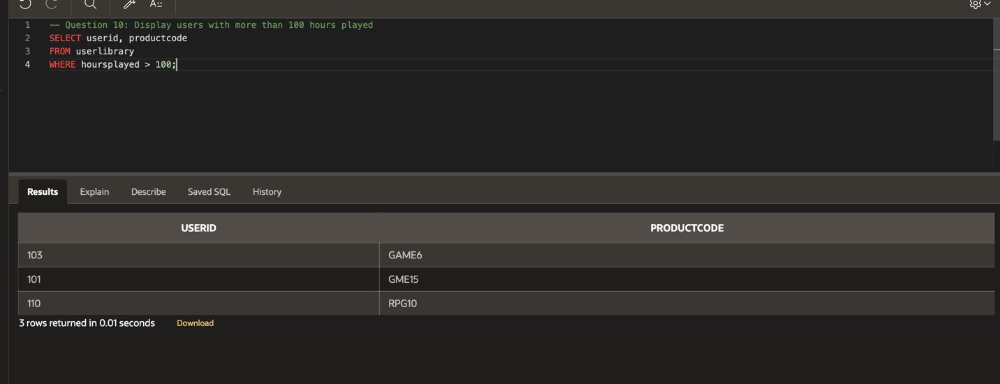 1 -- Question 10: Display users with more than 100 hours played
2 SELECT userid, productcode
3 FROM userlibrary
4 WHERE hoursplayed > 100;
Results Explain Describe Saved SQL History
USERID PRODUCTCODE
103 GAME6
101 GME15
110 RPG10
3 rows returned in 0.01 seconds Download